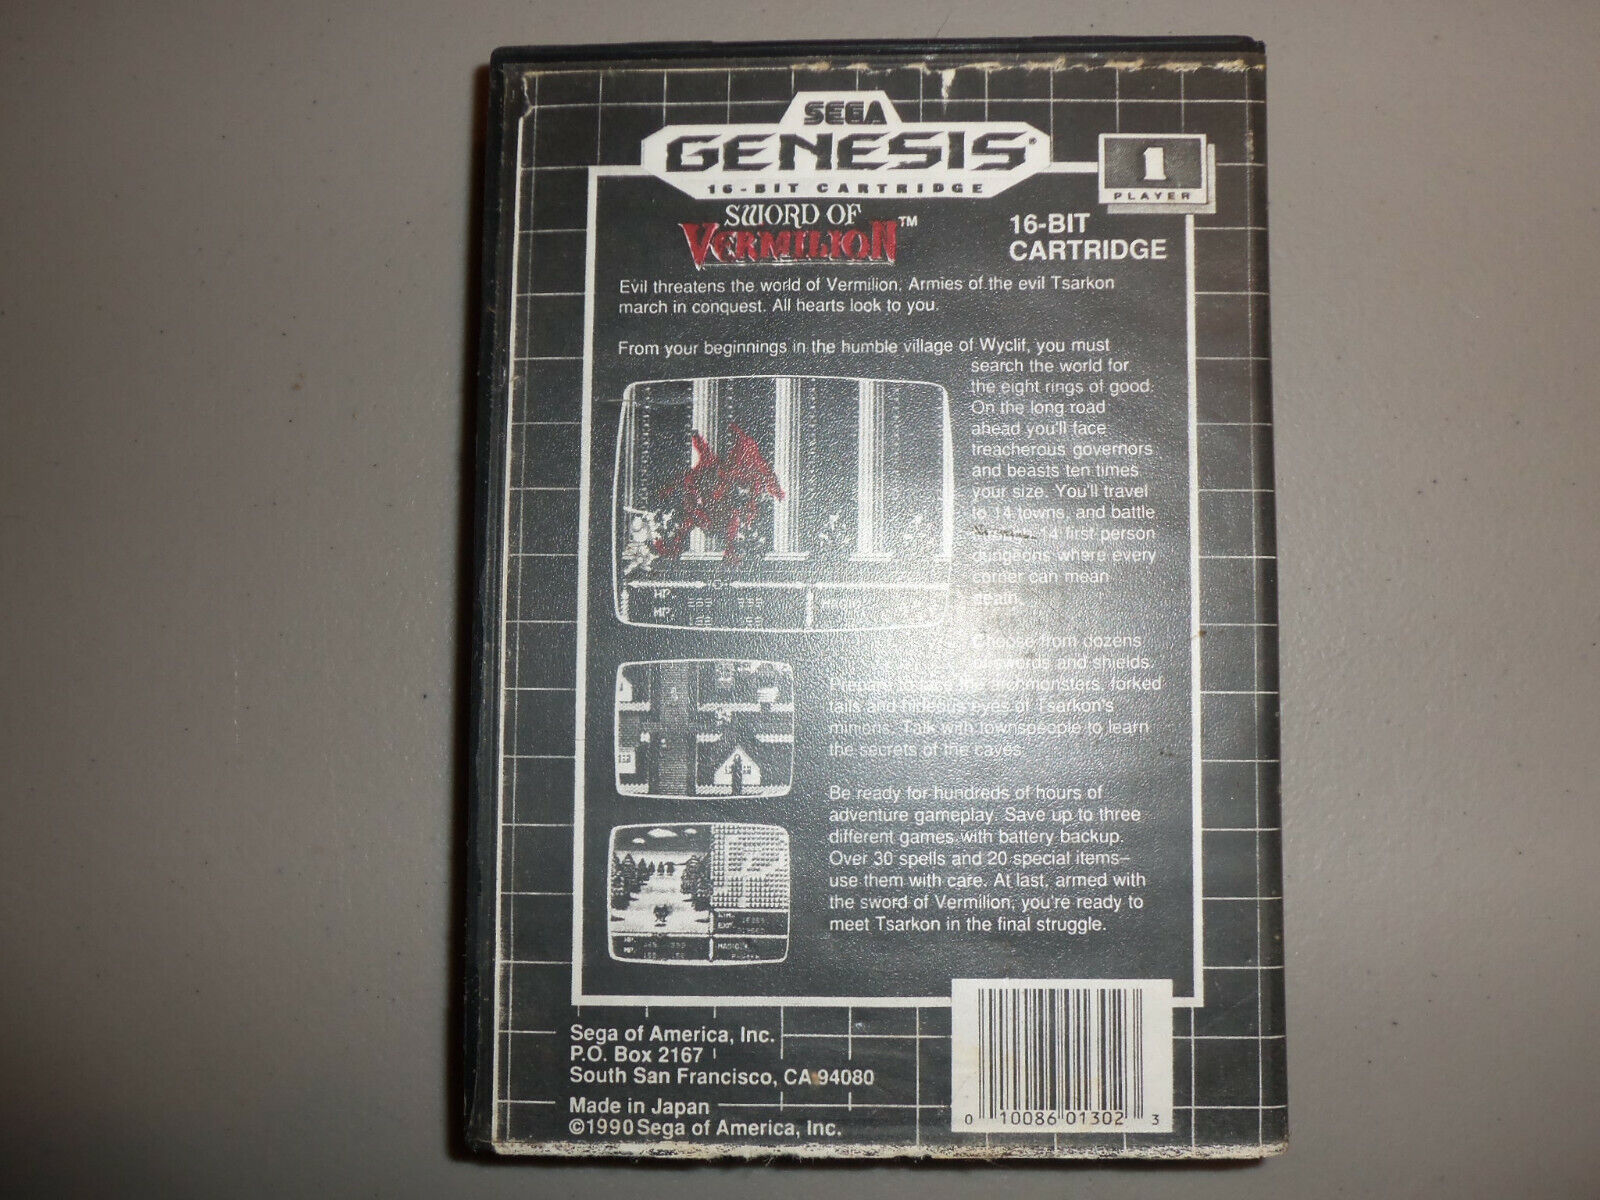 SEGA
GENESIS®
16-BIT CARTRIDGE
1
PLAYER
SWORD OF
VERMILION™
16-BIT
CARTRIDGE
Evil threatens the world of Vermilion. Armies of the evil Tsarkon
march in conquest. All hearts look to you.
From your beginnings in the humble village of Wyclif, you must
search the world for
the eight rings of good.
On the long road
ahead you'll face
treacherous governors
and beasts ten times
your size. You'll travel
to 14 towns, and battle
14 first person
dungeons where every
corner can mean
death.
Choose from dozens
of swords and shields.
Prepare monsters, forked
tails and hideous eyes of Tsarkon's
minions. Talk with townspeople to learn
the secrets of the caves.
Be ready for hundreds of hours of
adventure gameplay. Save up to three
different games with battery backup.
Over 30 spells and 20 special items–
use them with care. At last, armed with
the sword of Vermilion, you're ready to
meet Tsarkon in the final struggle.
HP.
MP.
MAGIC
Sega of America, Inc.
P.O. Box 2167
South San Francisco, CA 94080
Made in Japan
©1990 Sega of America, Inc.
0 10086 01302 3